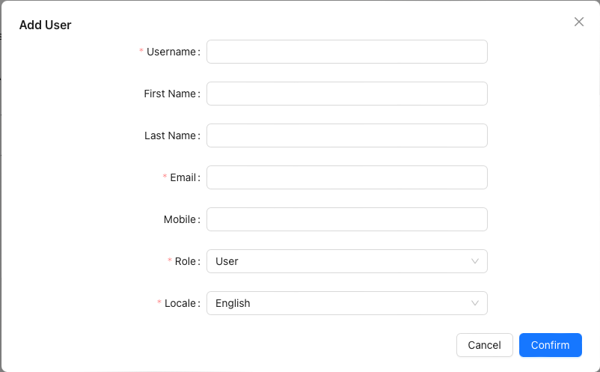 Add User
* Username:
First Name:
Last Name:
* Email:
Mobile:
* Role: User
* Locale: English
Cancel Confirm